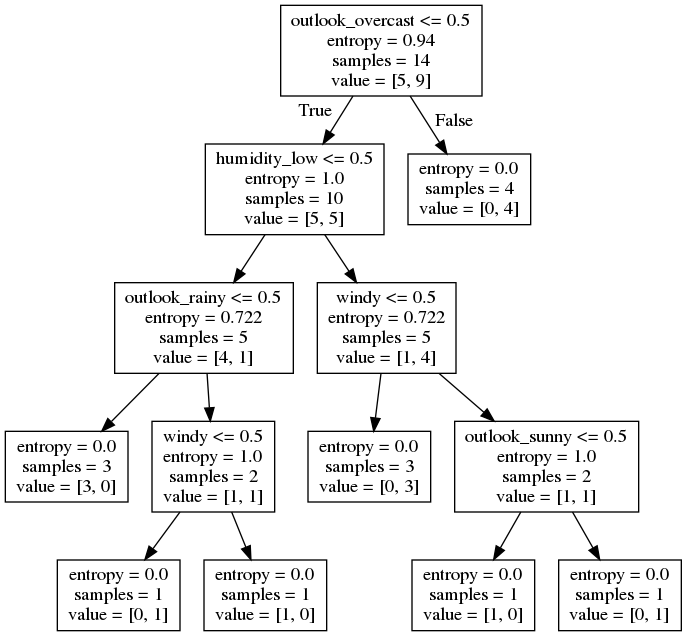 outlook_overcast <= 0.5
entropy = 0.94
samples = 14
value = [5, 9]
True
False
humidity_low <= 0.5
entropy = 1.0
samples = 10
value = [5, 5]
entropy = 0.0
samples = 4
value = [0, 4]
outlook_rainy <= 0.5
entropy = 0.722
samples = 5
value = [4, 1]
windy <= 0.5
entropy = 0.722
samples = 5
value = [1, 4]
entropy = 0.0
samples = 3
value = [3, 0]
windy <= 0.5
entropy = 1.0
samples = 2
value = [1, 1]
entropy = 0.0
samples = 3
value = [0, 3]
outlook_sunny <= 0.5
entropy = 1.0
samples = 2
value = [1, 1]
entropy = 0.0
samples = 1
value = [0, 1]
entropy = 0.0
samples = 1
value = [1, 0]
entropy = 0.0
samples = 1
value = [1, 0]
entropy = 0.0
samples = 1
value = [0, 1]